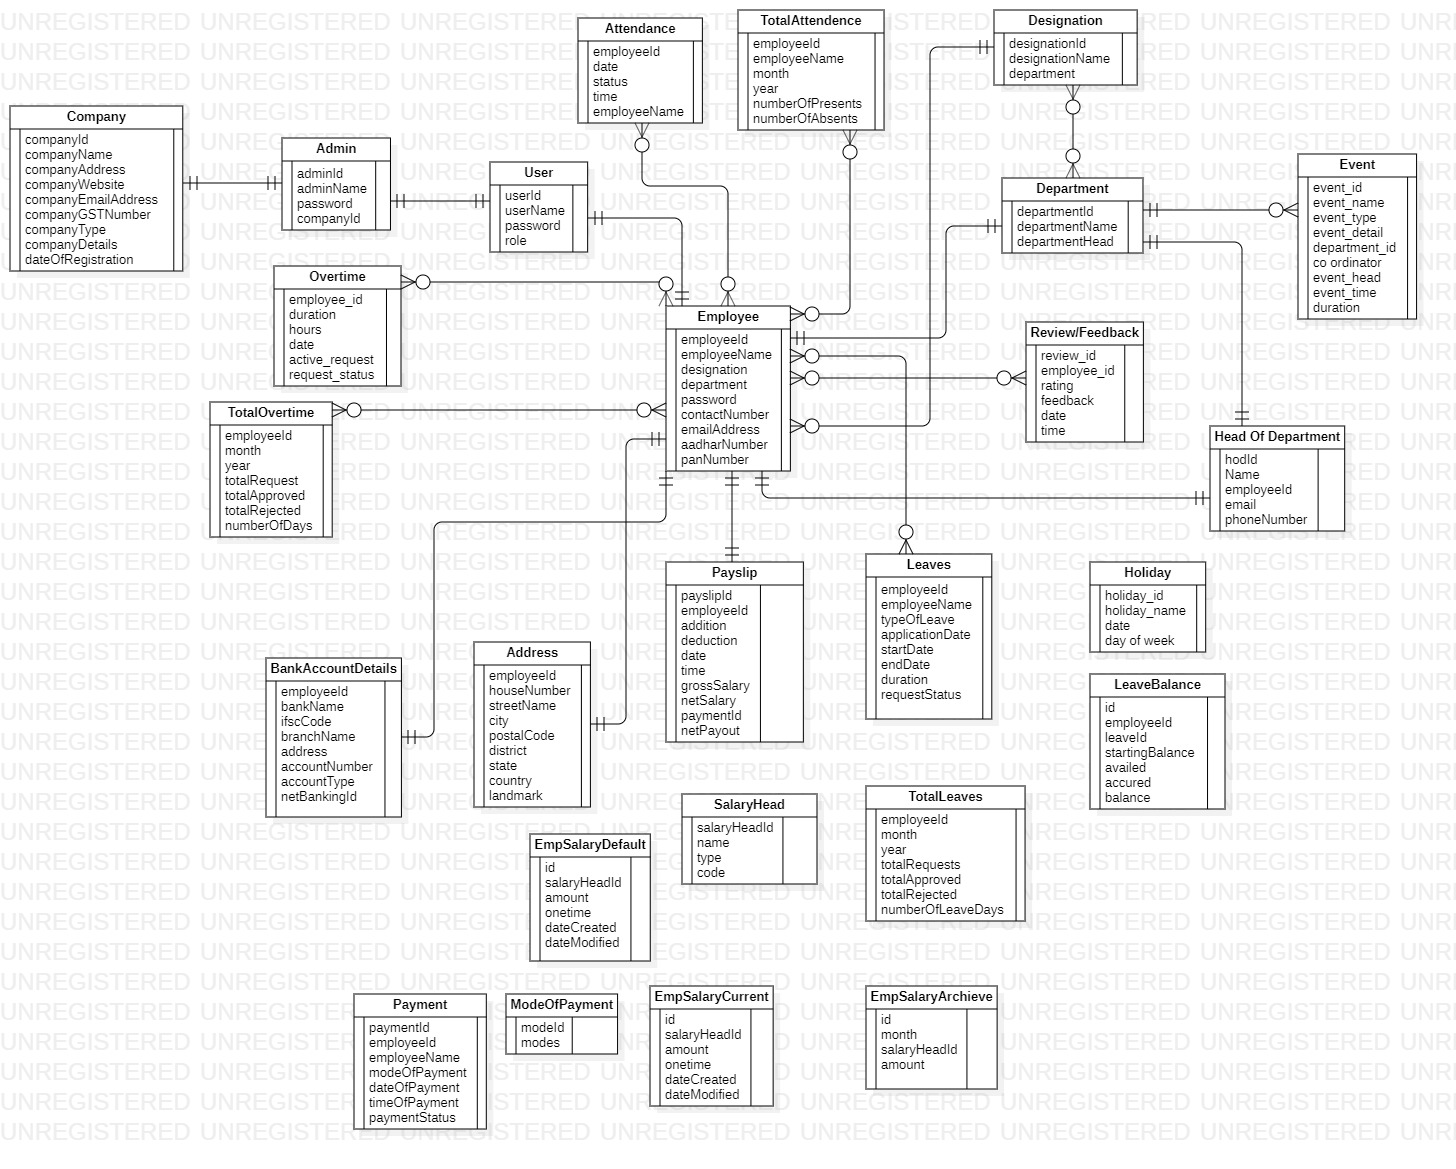 Company
companyId
companyName
companyAddress
companyWebsite
companyEmailAddress
companyGSTNumber
companyType
companyDetails
dateOfRegistration
Admin
adminId
adminName
password
companyId
User
userId
userName
password
role
Attendance
employeeId
date
status
time
employeeName
TotalAttendence
employeeId
employeeName
month
year
numberOfPresents
numberOfAbsents
Designation
designationId
designationName
department
Department
departmentId
departmentName
departmentHead
Event
event_id
event_name
event_type
event_detail
department_id
co ordinator
event_head
event_time
duration
Overtime
employee_id
duration
hours
date
active_request
request_status
Employee
employeeId
employeeName
designation
department
password
contactNumber
emailAddress
aadharNumber
panNumber
Review/Feedback
review_id
employee_id
rating
feedback
date
time
TotalOvertime
employeeId
month
year
totalRequest
totalApproved
totalRejected
numberOfDays
Head Of Department
hodId
Name
employeeId
email
phoneNumber
BankAccountDetails
employeeId
bankName
ifscCode
branchName
address
accountNumber
accountType
netBankingId
Address
employeeId
houseNumber
streetName
city
postalCode
district
state
country
landmark
Payslip
payslipId
employeeId
addition
deduction
date
time
grossSalary
netSalary
paymentId
netPayout
Leaves
employeeId
employeeName
typeOfLeave
applicationDate
startDate
endDate
duration
requestStatus
Holiday
holiday_id
holiday_name
date
day of week
LeaveBalance
id
employeeId
leaveId
startingBalance
availed
accured
balance
SalaryHead
salaryHeadId
name
type
code
TotalLeaves
employeeId
month
year
totalRequests
totalApproved
totalRejected
numberOfLeaveDays
EmpSalaryDefault
id
salaryHeadId
amount
onetime
dateCreated
dateModified
Payment
paymentId
employeeId
employeeName
modeOfPayment
dateOfPayment
timeOfPayment
paymentStatus
ModeOfPayment
modeId
modes
EmpSalaryCurrent
id
salaryHeadId
amount
onetime
dateCreated
dateModified
EmpSalaryArchieve
id
month
salaryHeadId
amount
UNREGISTERED